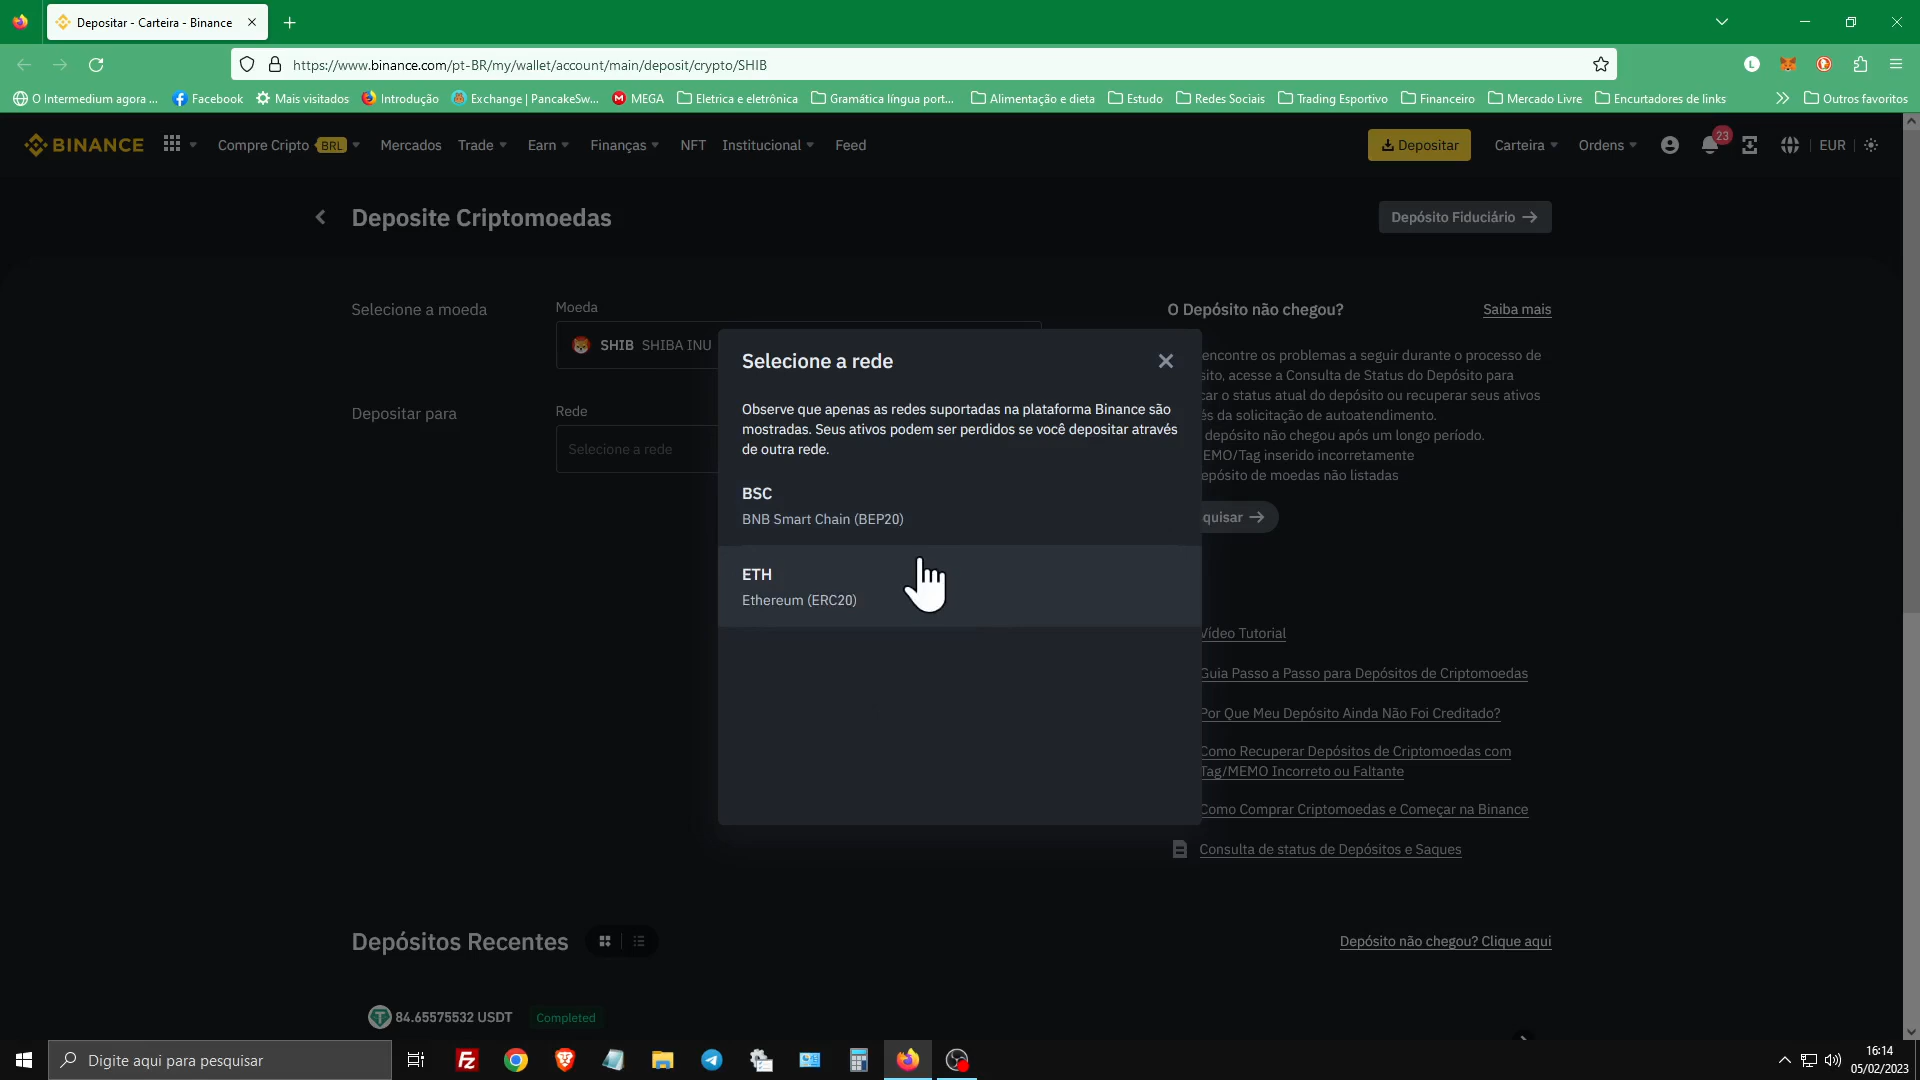 Depositar - Carteira - Binance
https://www.binance.com/pt-BR/my/wallet/account/main/deposit/crypto/SHIB
L
O Intermedium agora ...
Facebook
Mais visitados
Introdução
Exchange | PancakeSw...
MEGA
Eletrica e eletrônica
Gramática língua port...
Alimentação e dieta
Estudo
Redes Sociais
Trading Esportivo
Financeiro
Mercado Livre
Encurtadores de links
Outros favoritos
BINANCE
Compre Cripto BRL
Mercados
Trade
Earn
Finanças
NFT
Institucional
Feed
Depositar
Carteira
Ordens
23
EUR
Deposite Criptomoedas
Depósito Fiduciário
Selecione a moeda
Moeda
SHIB SHIBA INU
Depositar para
Rede
Selecione a rede
Selecione a rede
Observe que apenas as redes suportadas na plataforma Binance são
mostradas. Seus ativos podem ser perdidos se você depositar através
de outra rede.
BSC
BNB Smart Chain (BEP20)
ETH
Ethereum (ERC20)
O Depósito não chegou?
Saiba mais
encontre os problemas a seguir durante o processo de
sito, acesse a Consulta de Status do Depósito para
car o status atual do depósito ou recuperar seus ativos
s da solicitação de autoatendimento.
depósito não chegou após um longo período.
EMO/Tag inserido incorretamente
epósito de moedas não listadas
quisar
Vídeo Tutorial
Guia Passo a Passo para Depósitos de Criptomoedas
Por Que Meu Depósito Ainda Não Foi Creditado?
Como Recuperar Depósitos de Criptomoedas com
Tag/MEMO Incorreto ou Faltante
Como Comprar Criptomoedas e Começar na Binance
Consulta de status de Depósitos e Saques
Depósitos Recentes
Depósito não chegou? Clique aqui
84.65575532 USDT
Completed
Digite aqui para pesquisar
16:14
05/02/2023